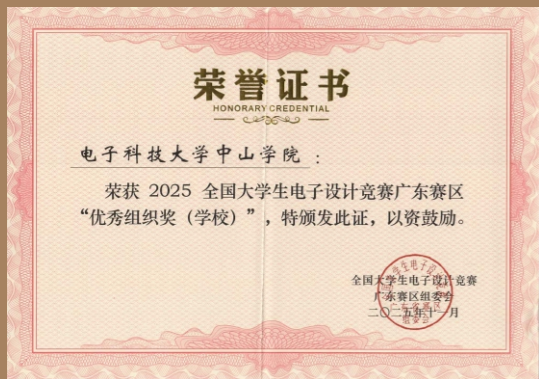 荣誉证书
HONORARY CREDENTIAL
电子科技大学中山学院：
荣获 2025 全国大学生电子设计竞赛广东赛区
“优秀组织奖（学校）”，特颁发此证，以资鼓励。
全国大学生电子设计竞赛
广东赛区组委会
二〇二五年十一月